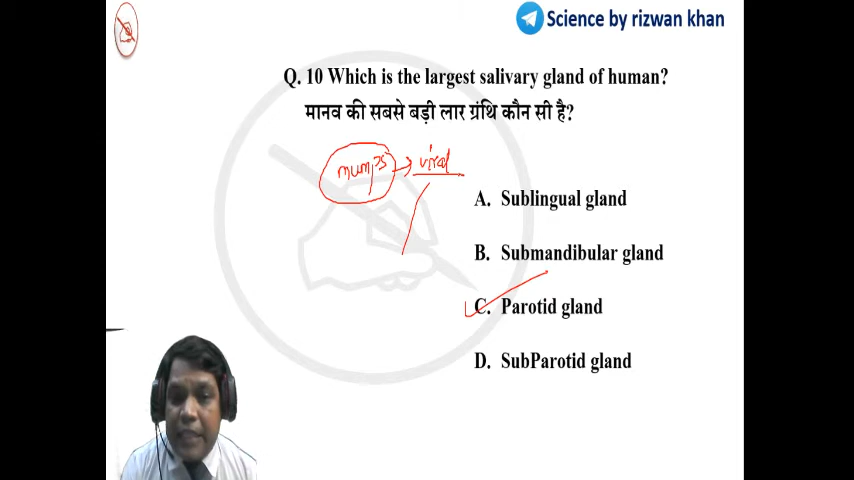 Science by rizwan khan
Q. 10 Which is the largest salivary gland of human?
मानव की सबसे बड़ी लार ग्रंथि कौन सी है?
mumps → viral
A. Sublingual gland
B. Submandibular gland
C. Parotid gland
D. SubParotid gland